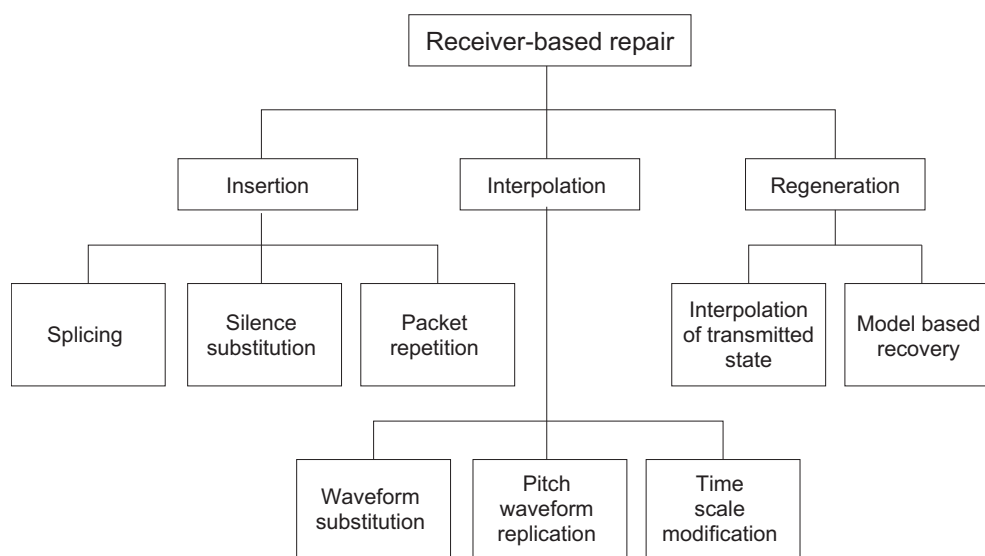 Receiver-based repair
Insertion
Interpolation
Regeneration
Splicing
Silence
substitution
Packet
repetition
Interpolation
of transmitted
state
Model based
recovery
Waveform
substitution
Pitch
waveform
replication
Time
scale
modification